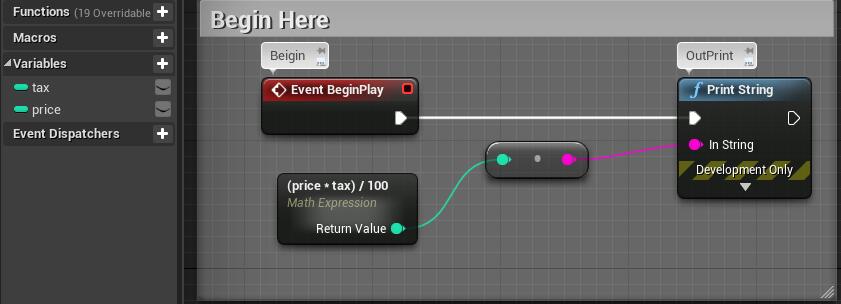 Functions (19 Overridable
Macros
Variables
tax
price
Event Dispatchers
Begin Here
Beigin
OutPrint
Event BeginPlay
Print String
In String
Development Only
(price * tax) / 100
Math Expression
Return Value